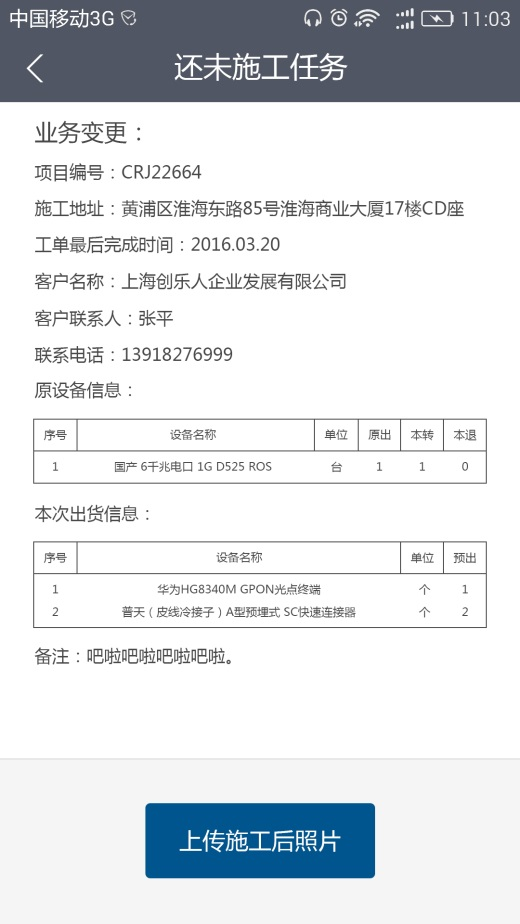 中国移动3G 11:03
还未施工任务
业务变更：
项目编号：CRJ22664
施工地址：黄浦区淮海东路85号淮海商业大厦17楼CD座
工单最后完成时间：2016.03.20
客户名称：上海创乐人企业发展有限公司
客户联系人：张平
联系电话：13918276999
原设备信息：
序号 设备名称 单位 原出 本转 本退
1 国产 6千兆电口 1G D525 ROS 台 1 1 0
本次出货信息：
序号 设备名称 单位 预出
1 华为HG8340M GPON光点终端 个 1
2 普天（皮线冷接子）A型预埋式 SC快速连接器 个 2
备注：吧啦吧啦吧啦吧啦。
上传施工后照片